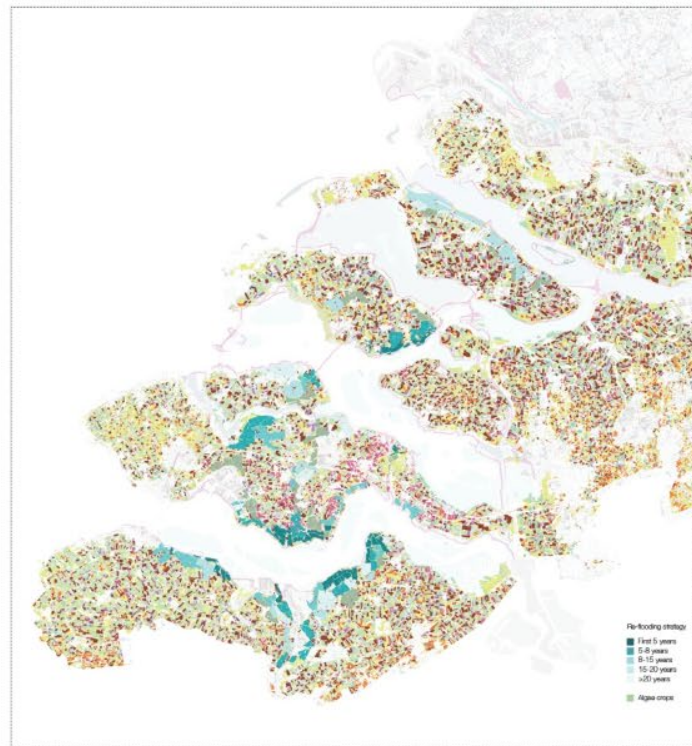 Re-flooding strategy
First 5 years
5-8 years
8-15 years
15-20 years
>20 years
Algae crops